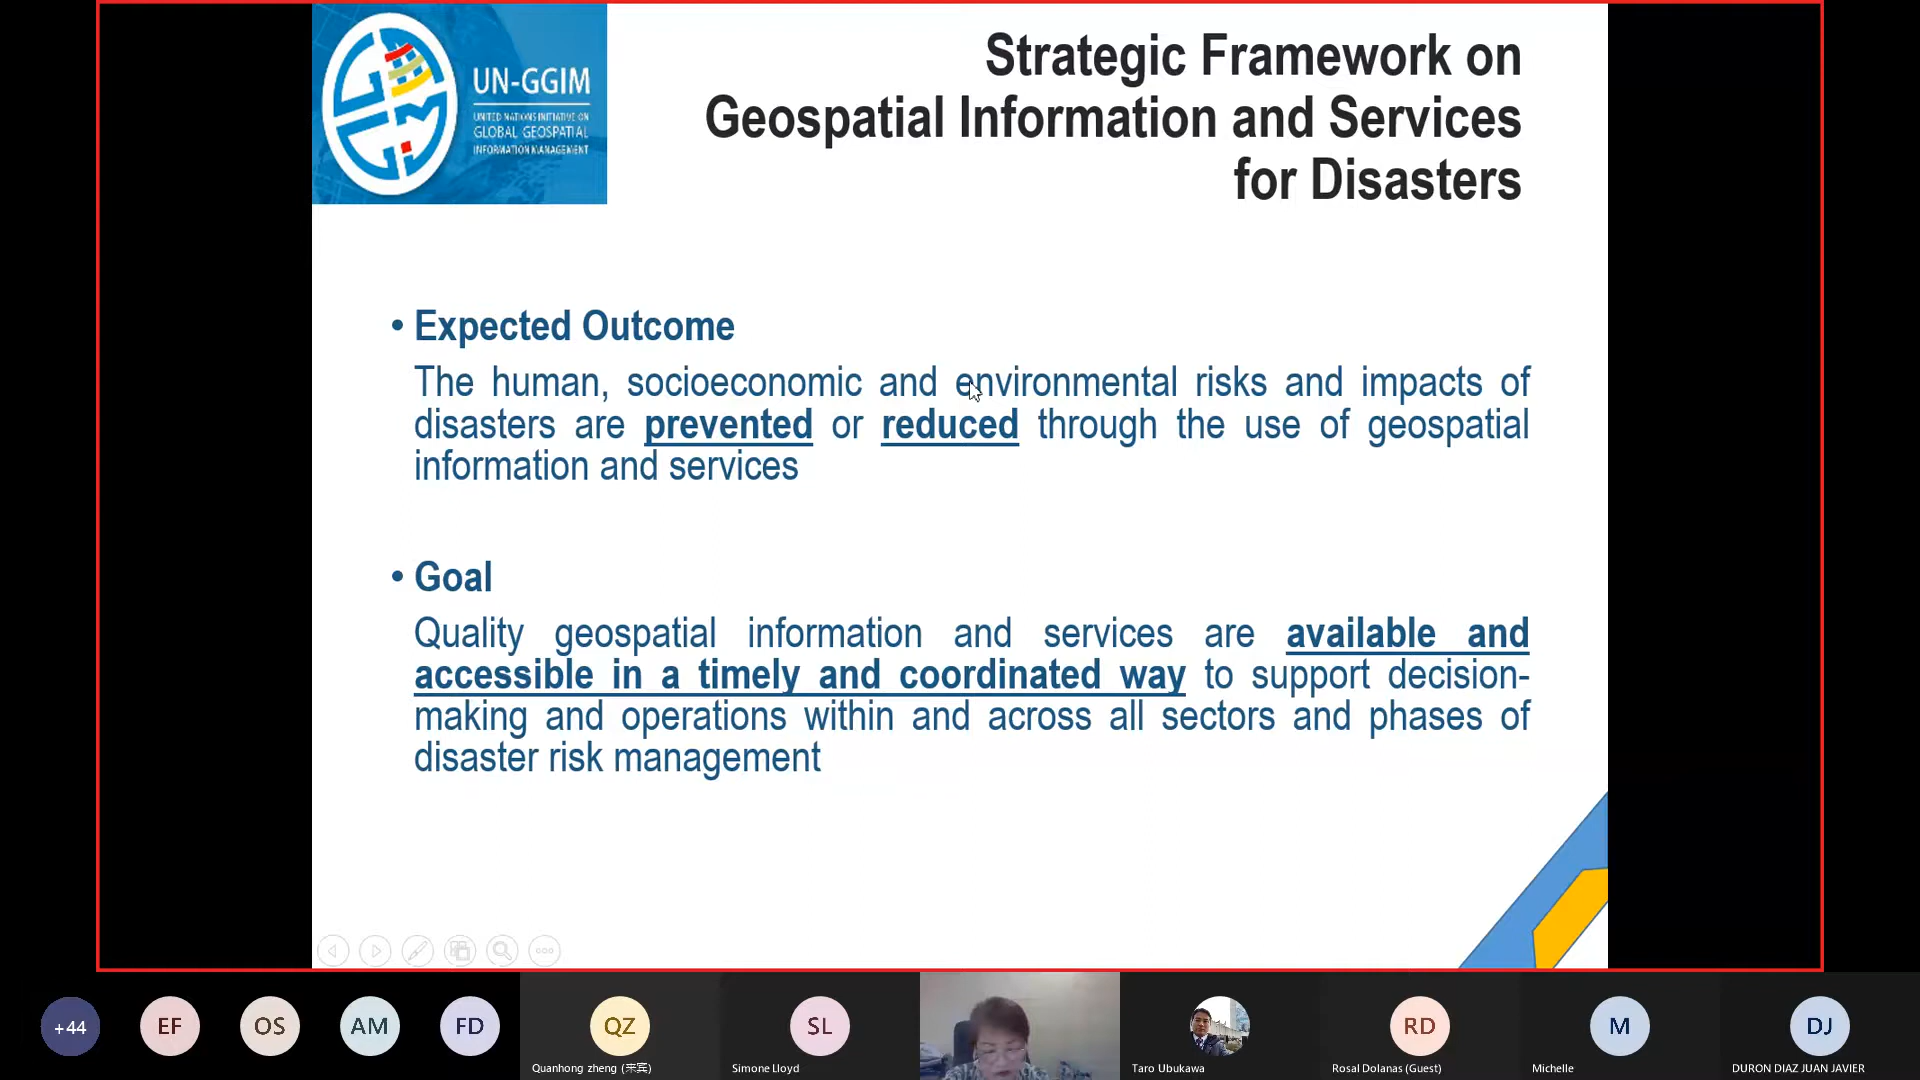 UN-GGIM
UNITED NATIONS INITIATIVE ON
GLOBAL GEOSPATIAL
INFORMATION MANAGEMENT
Strategic Framework on
Geospatial Information and Services
for Disasters
• Expected Outcome
The human, socioeconomic and environmental risks and impacts of
disasters are prevented or reduced through the use of geospatial
information and services
• Goal
Quality geospatial information and services are available and
accessible in a timely and coordinated way to support decision-
making and operations within and across all sectors and phases of
disaster risk management
+44
EF
OS
AM
FD
QZ
Quanhong zheng
SL
Simone Lloyd
Taro Ubukawa
RD
Rosal Dolanas (Guest)
M
Michelle
DJ
DURON DIAZ JUAN JAVIER